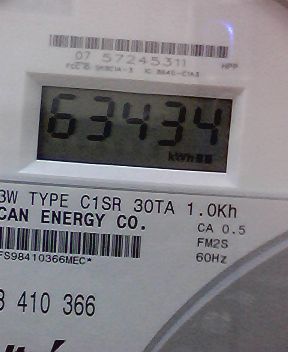 07 57245311
HPP
63434
kWh
3W TYPE C1SR 30TA 1.0Kh
CAN ENERGY CO.
CA 0.5
FM2S
60Hz
FS98410366MEC*
410 366